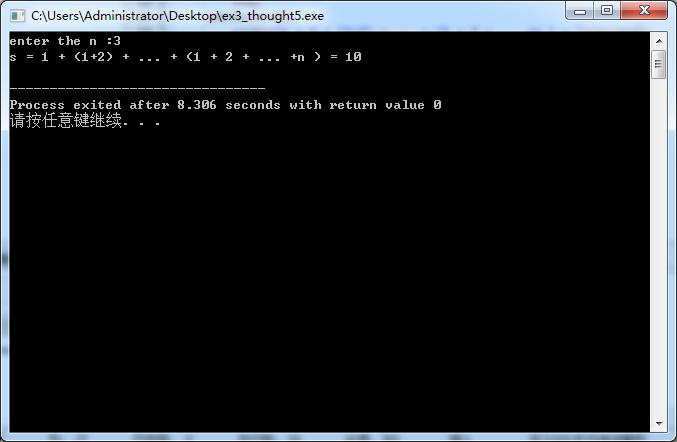 C:\Users\Administrator\Desktop\ex3_thought5.exe
enter the n :3
s = 1 + (1+2) + ... + (1 + 2 + ... +n ) = 10
--------------------------------
Process exited after 8.306 seconds with return value 0
请按任意键继续. . .